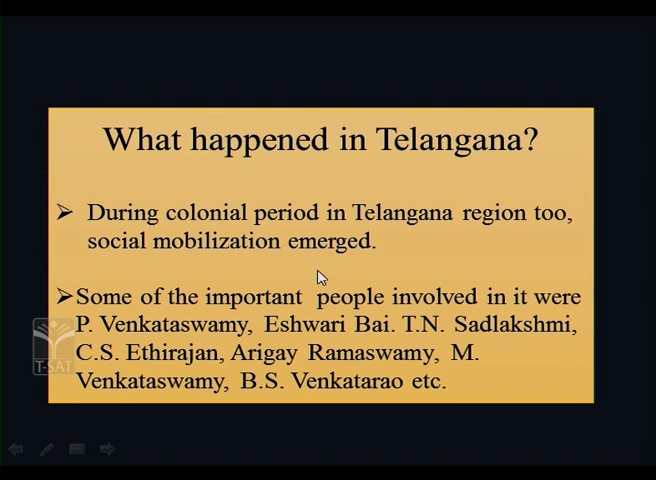 What happened in Telangana?
➢ During colonial period in Telangana region too,
social mobilization emerged.
➢Some of the important people involved in it were
P. Venkataswamy, Eshwari Bai. T.N. Sadlakshmi,
C.S. Ethirajan, Arigay Ramaswamy, M.
Venkataswamy, B.S. Venkatarao etc.
T-SAT